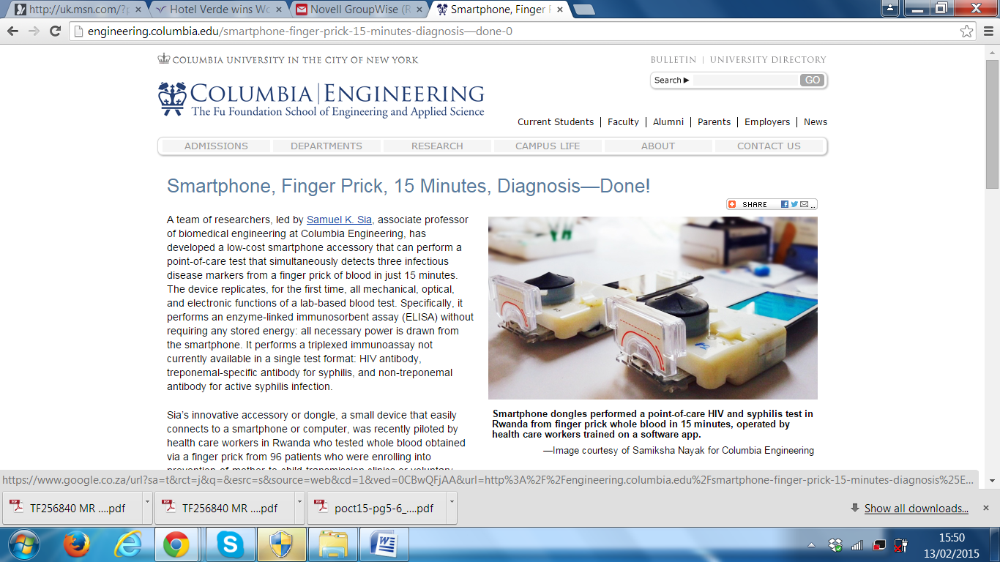 http://uk.msn.com/?p
Hotel Verde wins Wo
Novell GroupWise (R
Smartphone, Finger P
engineering.columbia.edu/smartphone-finger-prick-15-minutes-diagnosis—done-0
COLUMBIA UNIVERSITY IN THE CITY OF NEW YORK
BULLETIN | UNIVERSITY DIRECTORY
Search
GO
COLUMBIA | ENGINEERING
The Fu Foundation School of Engineering and Applied Science
Current Students | Faculty | Alumni | Parents | Employers | News
ADMISSIONS DEPARTMENTS RESEARCH CAMPUS LIFE ABOUT CONTACT US
Smartphone, Finger Prick, 15 Minutes, Diagnosis—Done!
SHARE ...
A team of researchers, led by Samuel K. Sia, associate professor
of biomedical engineering at Columbia Engineering, has
developed a low-cost smartphone accessory that can perform a
point-of-care test that simultaneously detects three infectious
disease markers from a finger prick of blood in just 15 minutes.
The device replicates, for the first time, all mechanical, optical,
and electronic functions of a lab-based blood test. Specifically, it
performs an enzyme-linked immunosorbent assay (ELISA) without
requiring any stored energy: all necessary power is drawn from
the smartphone. It performs a triplexed immunoassay not
currently available in a single test format: HIV antibody,
treponemal-specific antibody for syphilis, and non-treponemal
antibody for active syphilis infection.
Sia's innovative accessory or dongle, a small device that easily
connects to a smartphone or computer, was recently piloted by
health care workers in Rwanda who tested whole blood obtained
via a finger prick from 96 patients who were enrolling into
prevention-of-mother-to-child-transmission clinics or voluntary
Smartphone dongles performed a point-of-care HIV and syphilis test in
Rwanda from finger prick whole blood in 15 minutes, operated by
health care workers trained on a software app.
—Image courtesy of Samiksha Nayak for Columbia Engineering
https://www.google.co.za/url?sa=t&rct=j&q=&esrc=s&source=web&cd=1&ved=0CBwQFjAA&url=http%3A%2F%2Fengineering.columbia.edu%2Fsmartphone-finger-prick-15-minutes-diagnosis%25E...
TF256840 MR ....pdf
TF256840 MR ....pdf
poct15-pg5-6_....pdf
Show all downloads...
15:50
13/02/2015